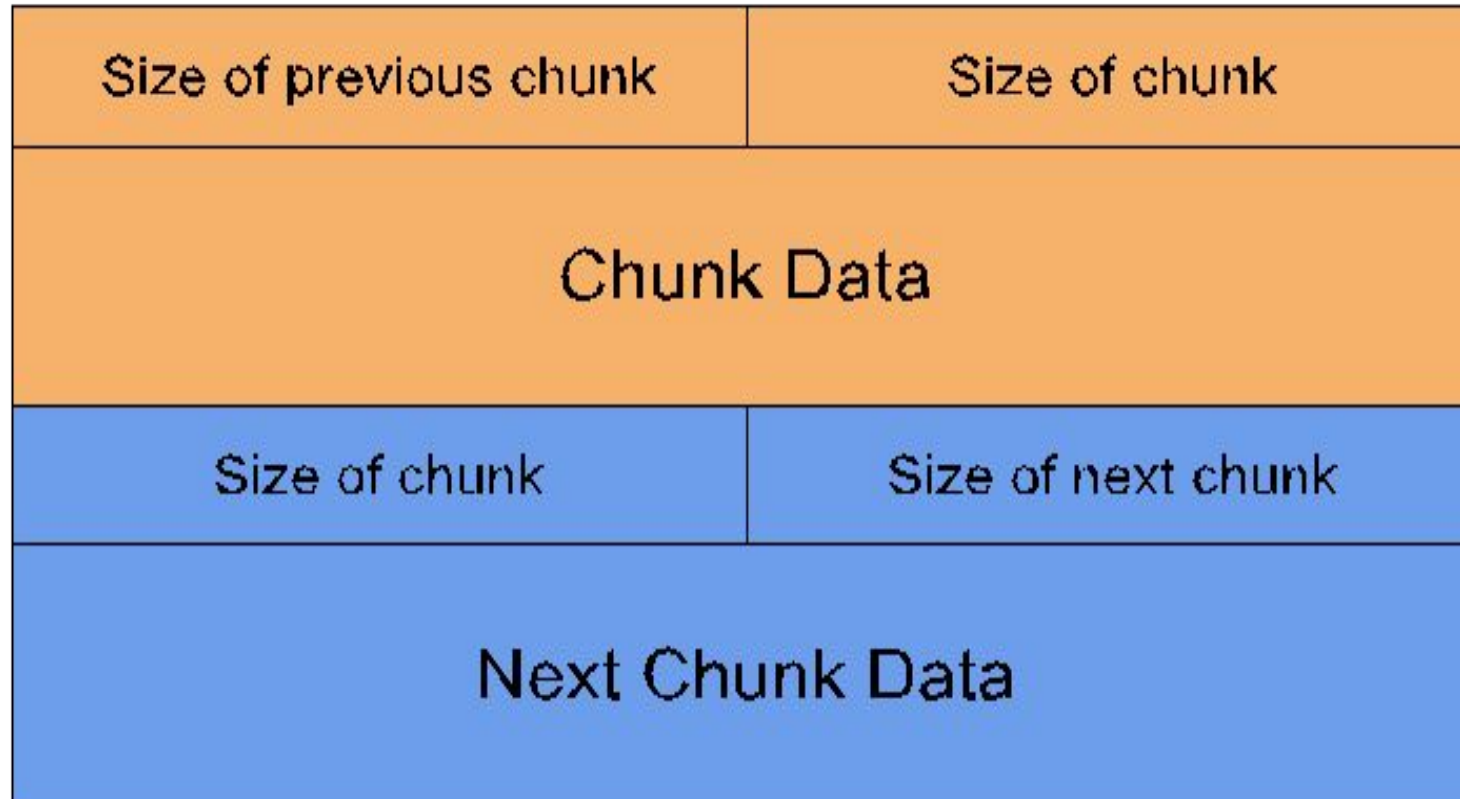 Size of previous chunk
Size of chunk
Chunk Data
Size of chunk
Size of next chunk
Next Chunk Data